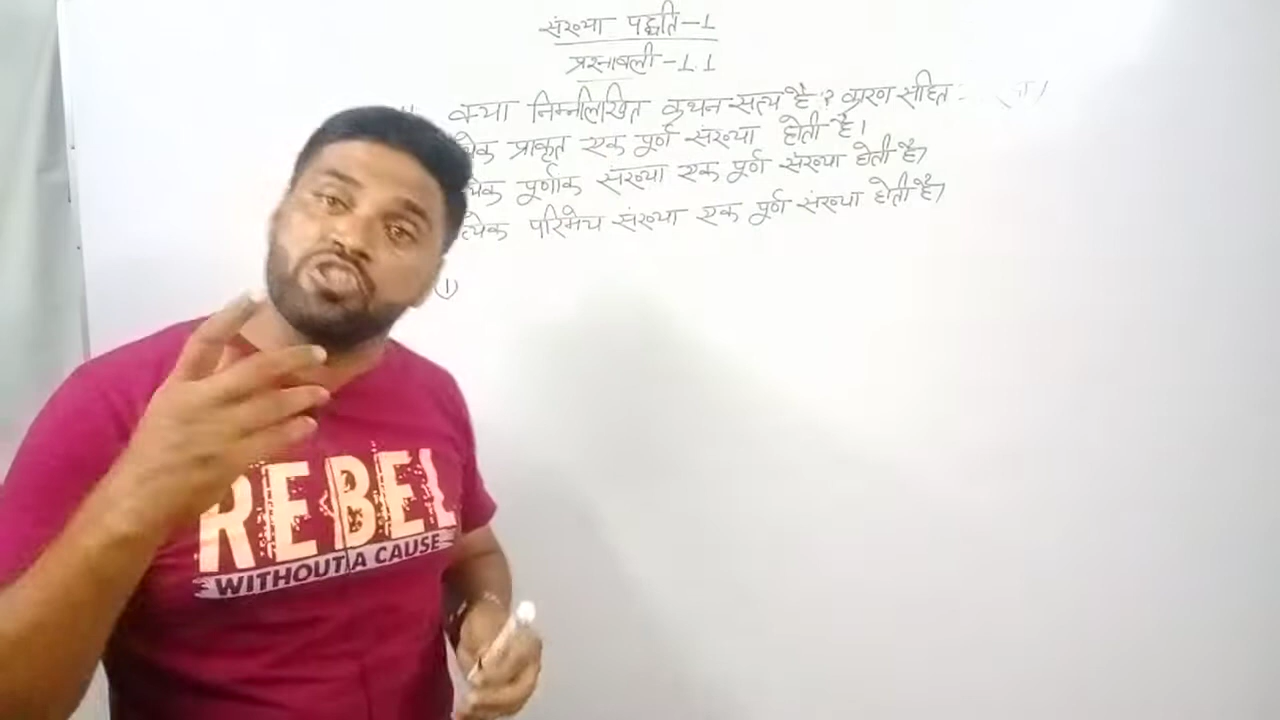 संख्या पद्धति-1
प्रश्नावली-1.1
क्या निम्नलिखित कथन सत्य है? कारण सहित
प्राकृत एक पूर्ण संख्या होती है।
पूर्णाक संख्या एक पूर्ण संख्या होती है।
परिमेय संख्या एक पूर्ण संख्या होती है।
(1)
REBEL
WITHOUT A CAUSE